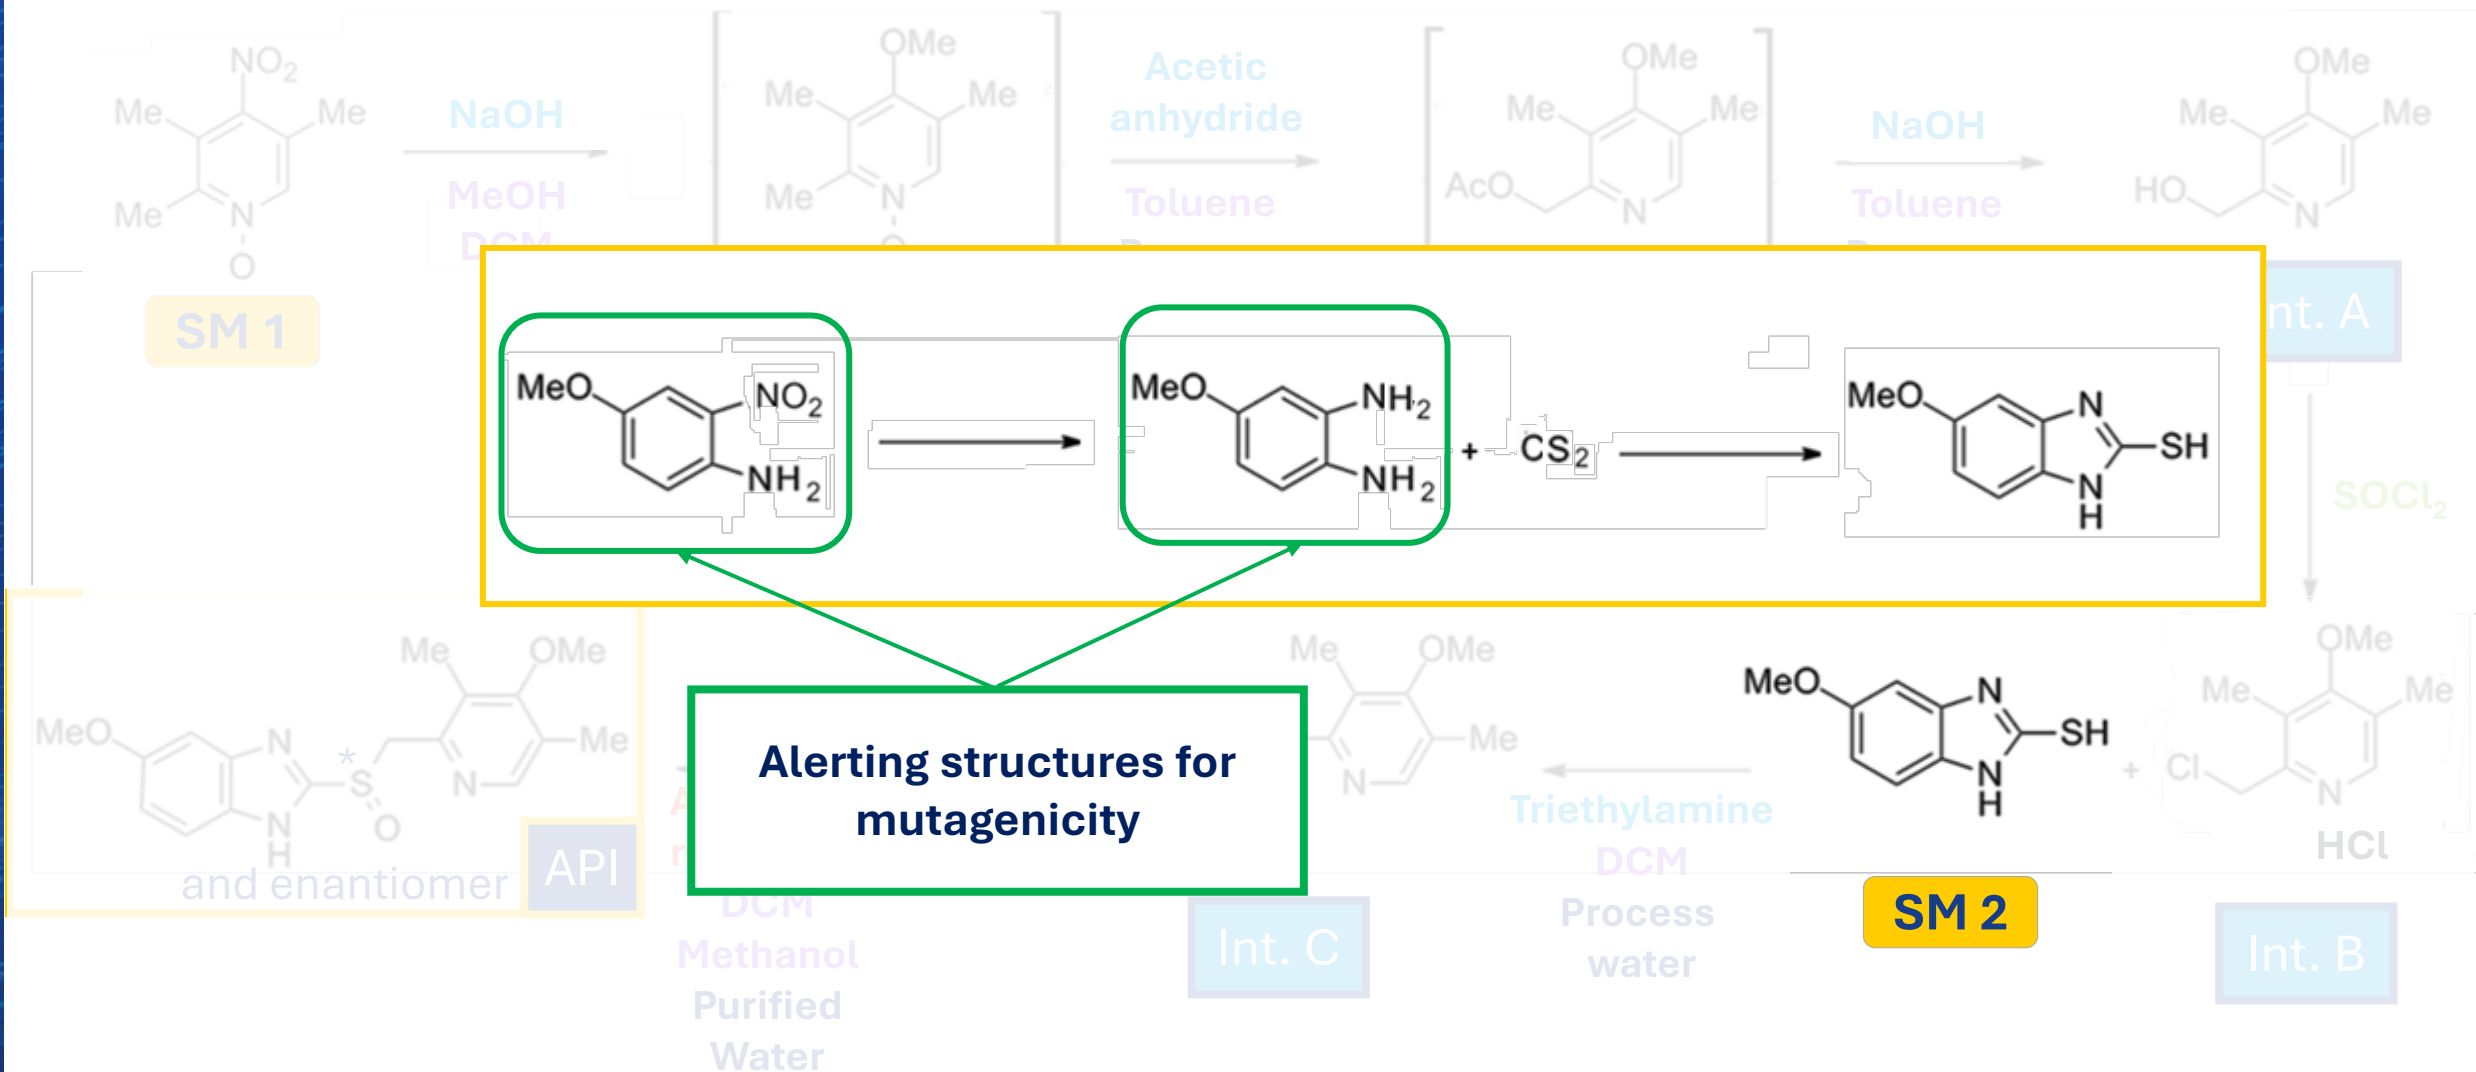 NO2
Me
Me
Me
N
O
SM 1
NaOH
MeOH
DCM
OMe
Me
Me
Me
N
O
Acetic
anhydride
Toluene
OMe
Me
Me
AcO
N
NaOH
Toluene
OMe
Me
Me
HO
N
nt. A
MeO
NO2
NH2
MeO
NH2
NH2
+
CS2
MeO
N
SH
N
H
SOCl2
Alerting structures for
mutagenicity
Me
OMe
MeO
N
*
S
Me
N
N
H
O
and enantiomer
API
DCM
Methanol
Purified
Water
Me
OMe
Me
N
Int. C
Triethylamine
DCM
Process
water
MeO
N
SH
N
H
SM 2
+
OMe
Me
Me
Cl
N
HCl
Int. B